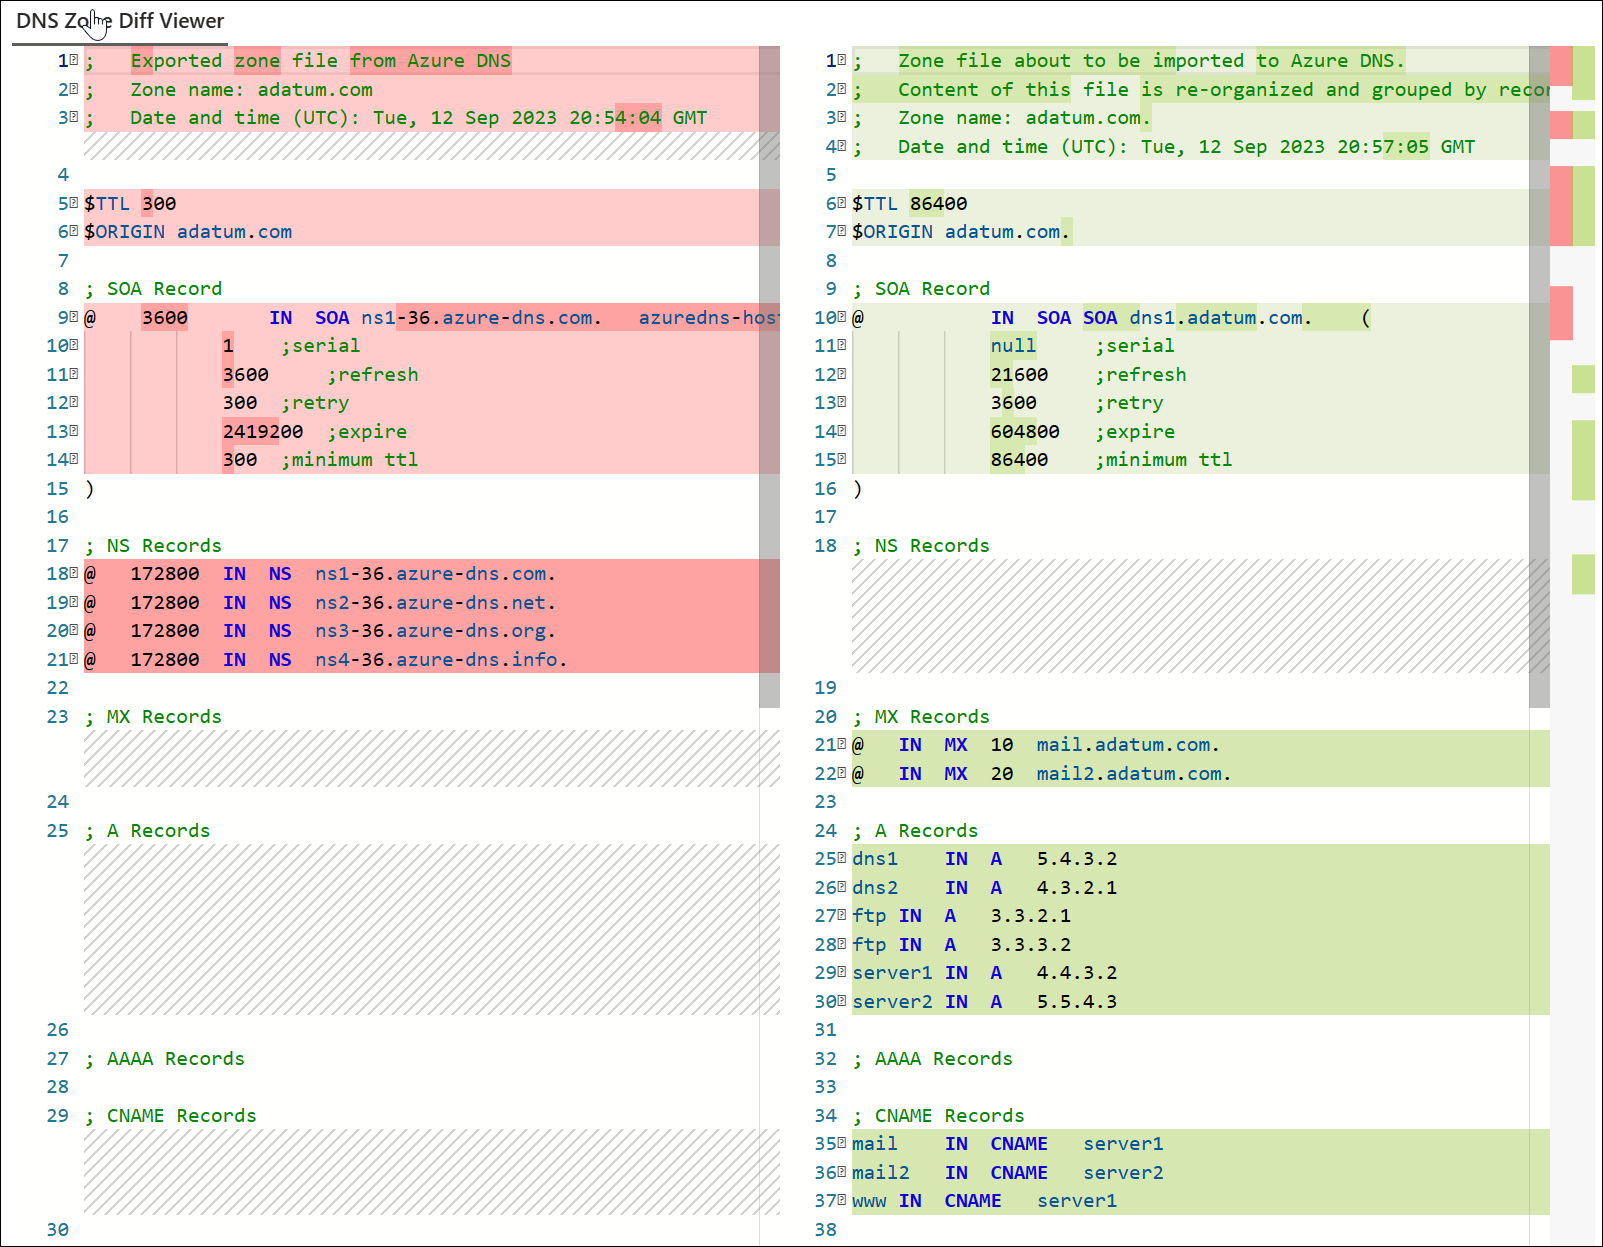 DNS Zone Diff Viewer
1 ;   Exported zone file from Azure DNS
2 ;   Zone name: adatum.com
3 ;   Date and time (UTC): Tue, 12 Sep 2023 20:54:04 GMT
4
5 $TTL 300
6 $ORIGIN adatum.com
7
8 ; SOA Record
9 @    3600       IN  SOA ns1-36.azure-dns.com.   azuredns-host
10             1    ;serial
11             3600     ;refresh
12             300  ;retry
13             2419200  ;expire
14             300  ;minimum ttl
15 )
16
17 ; NS Records
18 @   172800  IN  NS  ns1-36.azure-dns.com.
19 @   172800  IN  NS  ns2-36.azure-dns.net.
20 @   172800  IN  NS  ns3-36.azure-dns.org.
21 @   172800  IN  NS  ns4-36.azure-dns.info.
22
23 ; MX Records
24
25 ; A Records
26
27 ; AAAA Records
28
29 ; CNAME Records
30
1 ;   Zone file about to be imported to Azure DNS.
2 ;   Content of this file is re-organized and grouped by recor
3 ;   Zone name: adatum.com.
4 ;   Date and time (UTC): Tue, 12 Sep 2023 20:57:05 GMT
5
6 $TTL 86400
7 $ORIGIN adatum.com.
8
9 ; SOA Record
10 @           IN  SOA SOA dns1.adatum.com.    (
11             null     ;serial
12             21600    ;refresh
13             3600     ;retry
14             604800   ;expire
15             86400    ;minimum ttl
16 )
17
18 ; NS Records
19
20 ; MX Records
21 @   IN  MX  10  mail.adatum.com.
22 @   IN  MX  20  mail2.adatum.com.
23
24 ; A Records
25 dns1    IN  A   5.4.3.2
26 dns2    IN  A   4.3.2.1
27 ftp IN  A   3.3.2.1
28 ftp IN  A   3.3.3.2
29 server1 IN  A   4.4.3.2
30 server2 IN  A   5.5.4.3
31
32 ; AAAA Records
33
34 ; CNAME Records
35 mail    IN  CNAME   server1
36 mail2   IN  CNAME   server2
37 www IN  CNAME   server1
38